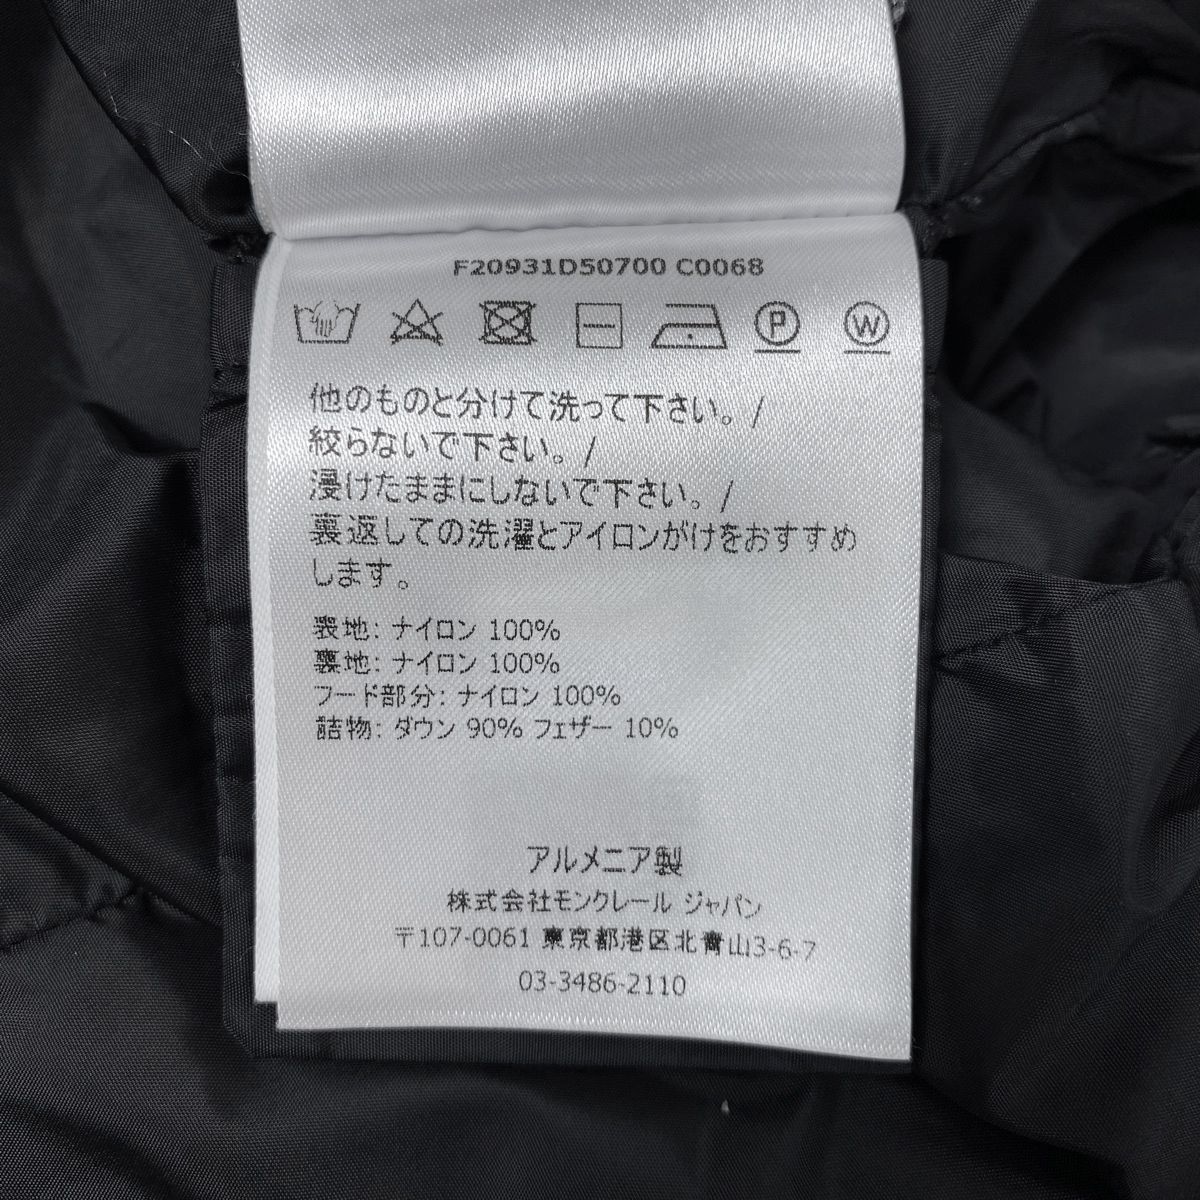 F20931D50700 C0068
P W
他のものと分けて洗って下さい。/
絞らないで下さい。/
浸けたままにしないで下さい。/
裏返しての洗濯とアイロンがけをおすすめ
します。
表地: ナイロン 100%
裏地: ナイロン 100%
フード部分: ナイロン 100%
詰物: ダウン 90% フェザー 10%
アルメニア製
株式会社モンクレール ジャパン
〒107-0061 東京都港区北青山3-6-7
03-3486-2110